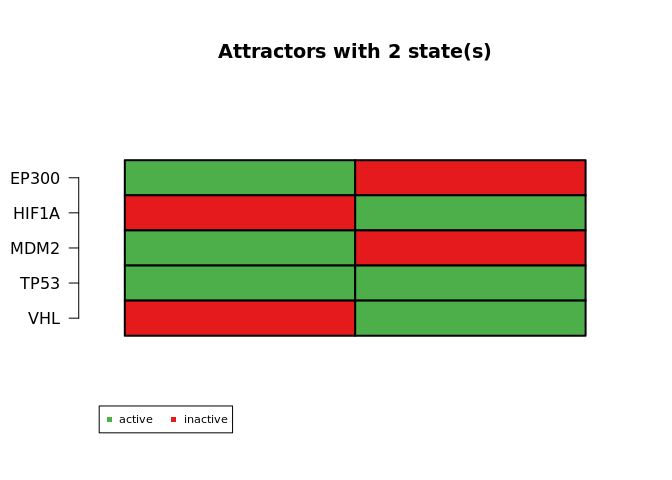 Attractors with 2 state(s)
EP300
HIF1A
MDM2
TP53
VHL
active inactive